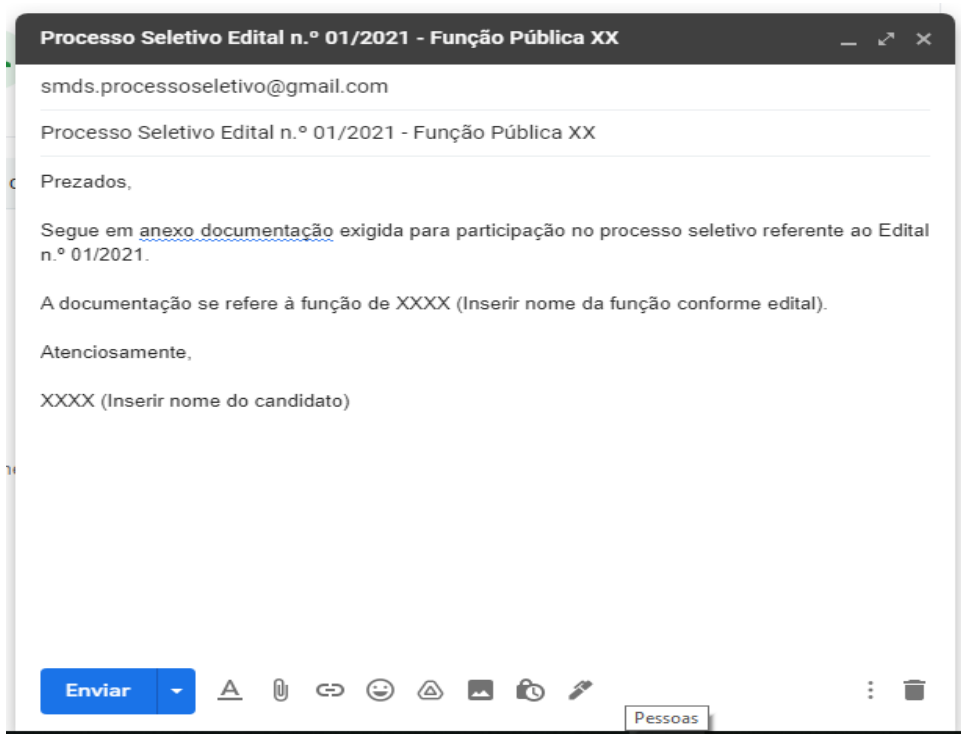 Processo Seletivo Edital n.º 01/2021 - Função Pública XX
smds.processoseletivo@gmail.com
Processo Seletivo Edital n.º 01/2021 - Função Pública XX
Prezados,
Segue em anexo documentação exigida para participação no processo seletivo referente ao Edital
n.º 01/2021.
A documentação se refere à função de XXXX (Inserir nome da função conforme edital).
Atenciosamente,
XXXX (Inserir nome do candidato)
Enviar
Pessoas